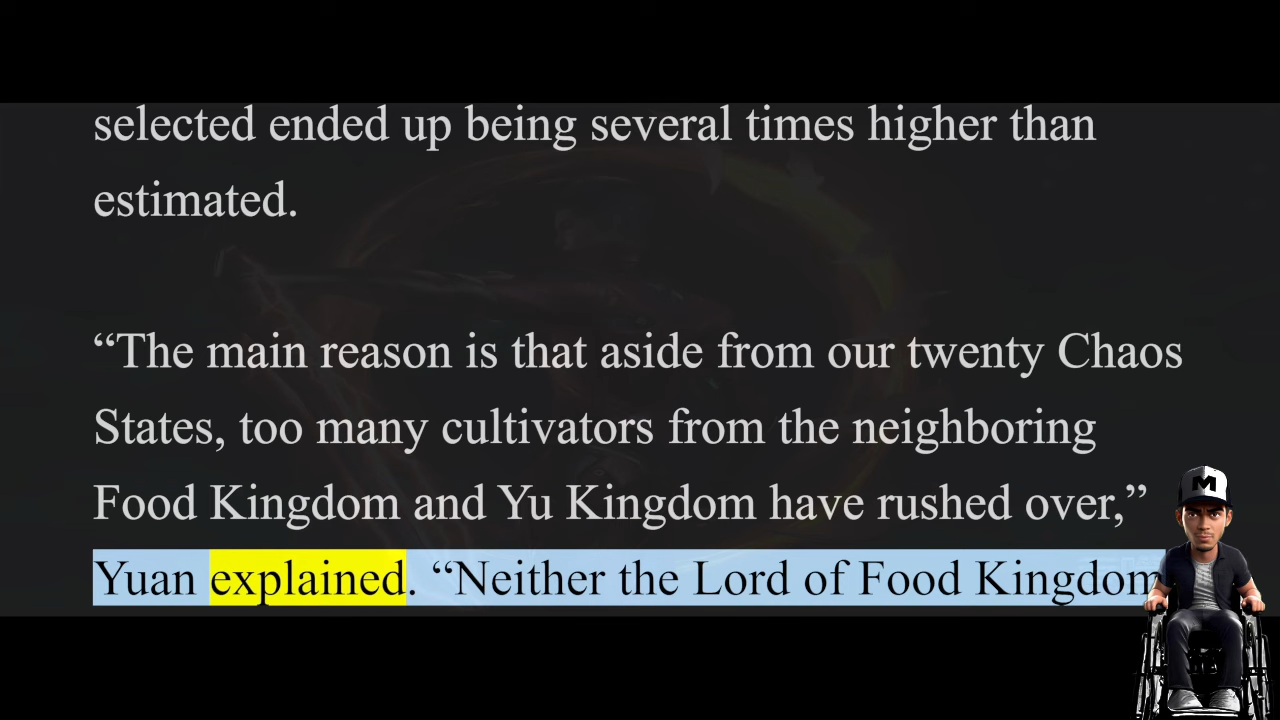 selected ended up being several times higher than
estimated.
“The main reason is that aside from our twenty Chaos
States, too many cultivators from the neighboring
Food Kingdom and Yu Kingdom have rushed over,”
Yuan explained. “Neither the Lord of Food Kingdom
M